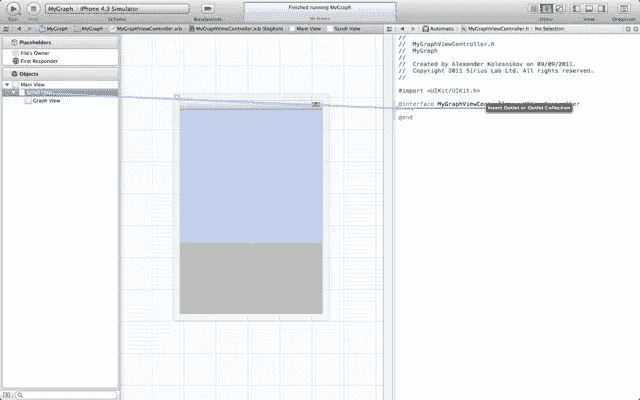 Finished running MyGraph
No Issues
MyGraph
iPhone 4.3 Simulator
Run
Stop
Scheme
Breakpoints
Editor
View
Organizer
MyGraph
MyGraph
MyGraphViewController.xib
MyGraphViewController.xib (English)
Main View
Scroll View
Automatic
MyGraphViewController.h
No Selection
Placeholders
File's Owner
First Responder
Objects
Main View
Graph View
//
// MyGraphViewController.h
// MyGraph
//
// Created by Alexander Kolesnikov on 09/09/2011.
// Copyright 2011 Sirius Lab Ltd. All rights reserved.
//
#import <UIKit/UIKit.h>
@interface MyGraphViewCon
Insert Outlet or Outlet Collection
@end